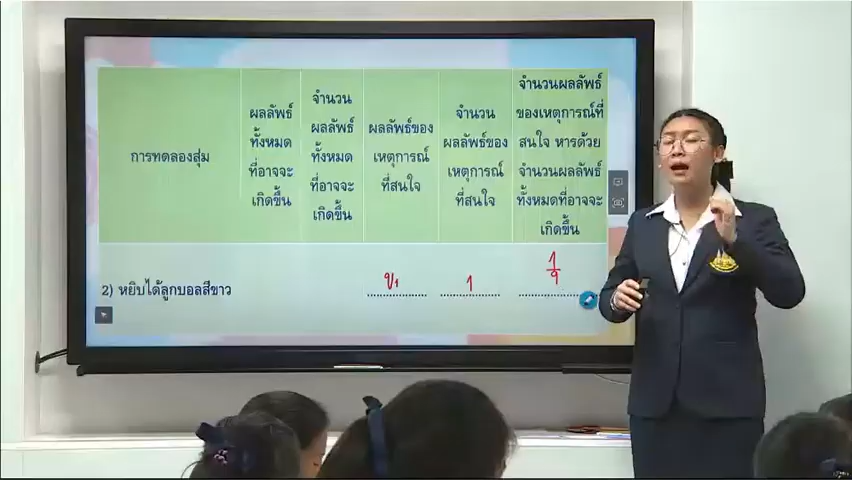 การทดลองสุ่ม
ผลลัพธ์
ทั้งหมด
ที่อาจจะ
เกิดขึ้น
จำนวน
ผลลัพธ์
ทั้งหมด
ที่อาจจะ
เกิดขึ้น
ผลลัพธ์ของ
เหตุการณ์
ที่สนใจ
จำนวน
ผลลัพธ์ของ
เหตุการณ์
ที่สนใจ
จำนวนผลลัพธ์
ของเหตุการณ์ที่
สนใจ หารด้วย
จำนวนผลลัพธ์
ทั้งหมดที่อาจจะ
เกิดขึ้น
2) หยิบได้ลูกบอลสีขาว
ข₁
1
1/9